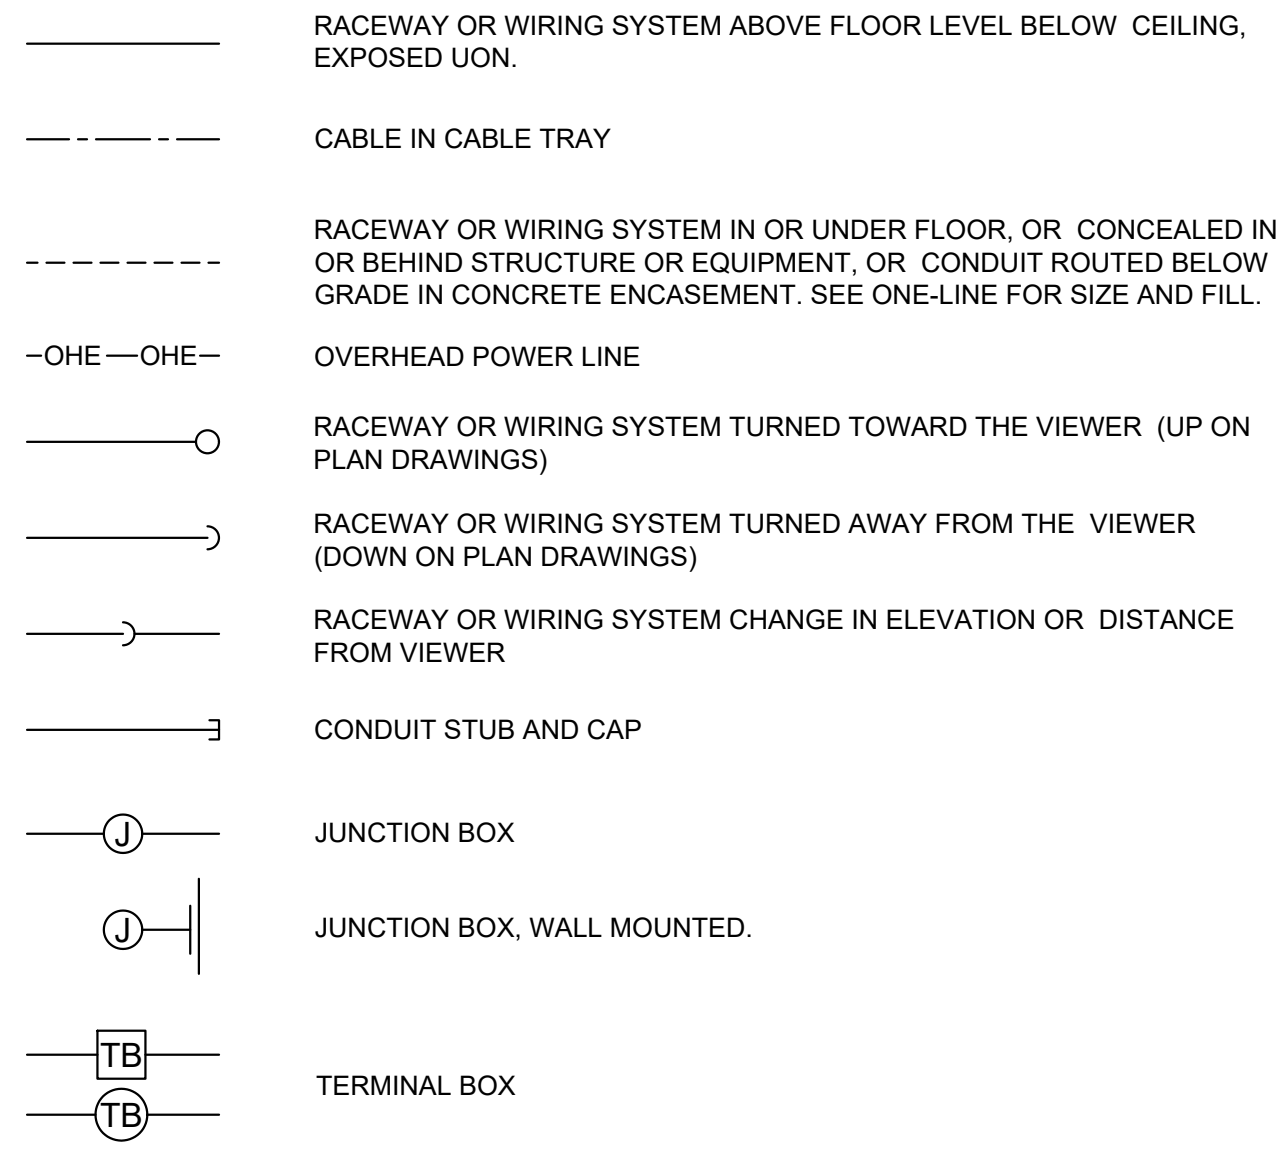 RACEWAY OR WIRING SYSTEM ABOVE FLOOR LEVEL BELOW CEILING,
EXPOSED UON.
CABLE IN CABLE TRAY
RACEWAY OR WIRING SYSTEM IN OR UNDER FLOOR, OR CONCEALED IN
OR BEHIND STRUCTURE OR EQUIPMENT, OR CONDUIT ROUTED BELOW
GRADE IN CONCRETE ENCASEMENT. SEE ONE-LINE FOR SIZE AND FILL.
OHE OHE OVERHEAD POWER LINE
RACEWAY OR WIRING SYSTEM TURNED TOWARD THE VIEWER (UP ON
PLAN DRAWINGS)
RACEWAY OR WIRING SYSTEM TURNED AWAY FROM THE VIEWER
(DOWN ON PLAN DRAWINGS)
RACEWAY OR WIRING SYSTEM CHANGE IN ELEVATION OR DISTANCE
FROM VIEWER
CONDUIT STUB AND CAP
J JUNCTION BOX
J JUNCTION BOX, WALL MOUNTED.
TB
TERMINAL BOX
TB